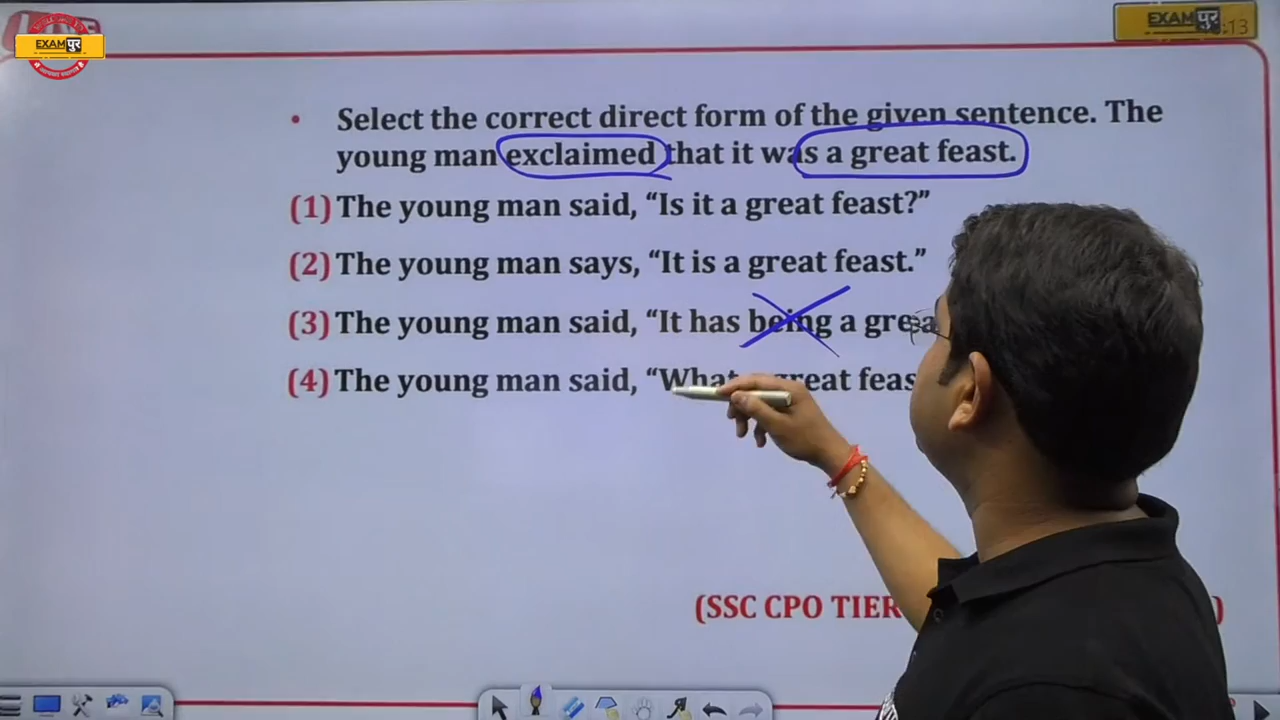 EXAMपुर
EXAMपुर
:13
• Select the correct direct form of the given sentence. The
young man exclaimed that it was a great feast.
(1) The young man said, “Is it a great feast?”
(2) The young man says, “It is a great feast.”
(3) The young man said, “It has being a
(4) The young man said, “What
(SSC CPO TIER